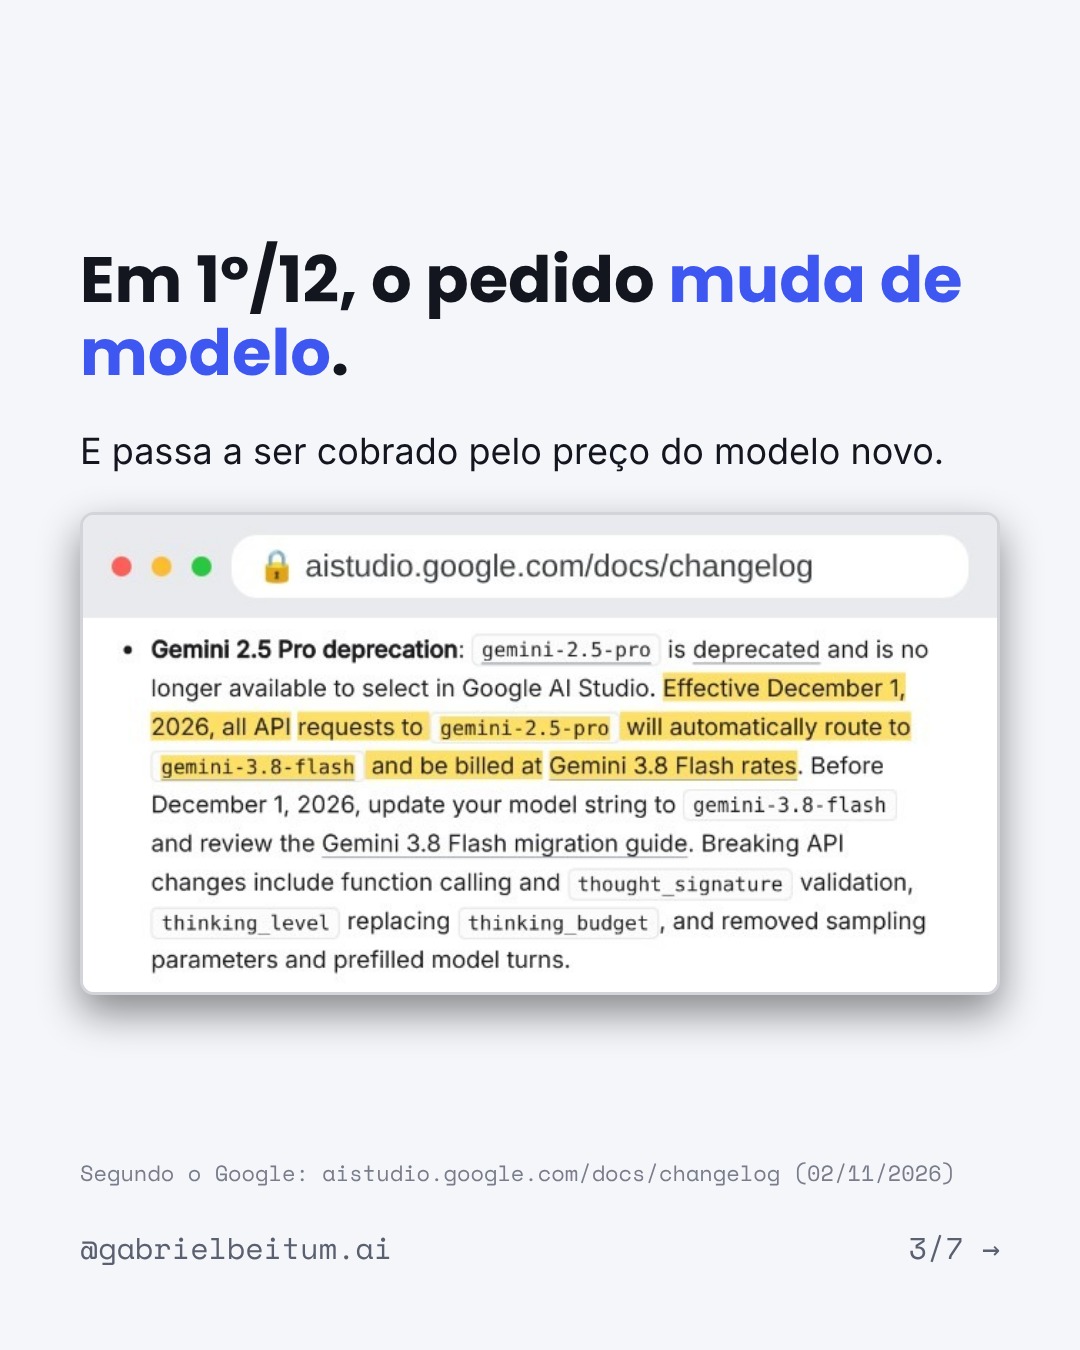 Em 1º/12, o pedido muda de
modelo.
E passa a ser cobrado pelo preço do modelo novo.
🔒 aistudio.google.com/docs/changelog
• Gemini 2.5 Pro deprecation: gemini-2.5-pro is deprecated and is no
longer available to select in Google AI Studio. Effective December 1,
2026, all API requests to gemini-2.5-pro will automatically route to
gemini-3.8-flash and be billed at Gemini 3.8 Flash rates. Before
December 1, 2026, update your model string to gemini-3.8-flash
and review the Gemini 3.8 Flash migration guide. Breaking API
changes include function calling and thought_signature validation,
thinking_level replacing thinking_budget, and removed sampling
parameters and prefilled model turns.
Segundo o Google: aistudio.google.com/docs/changelog (02/11/2026)
@gabrielbeitum.ai
3/7 →